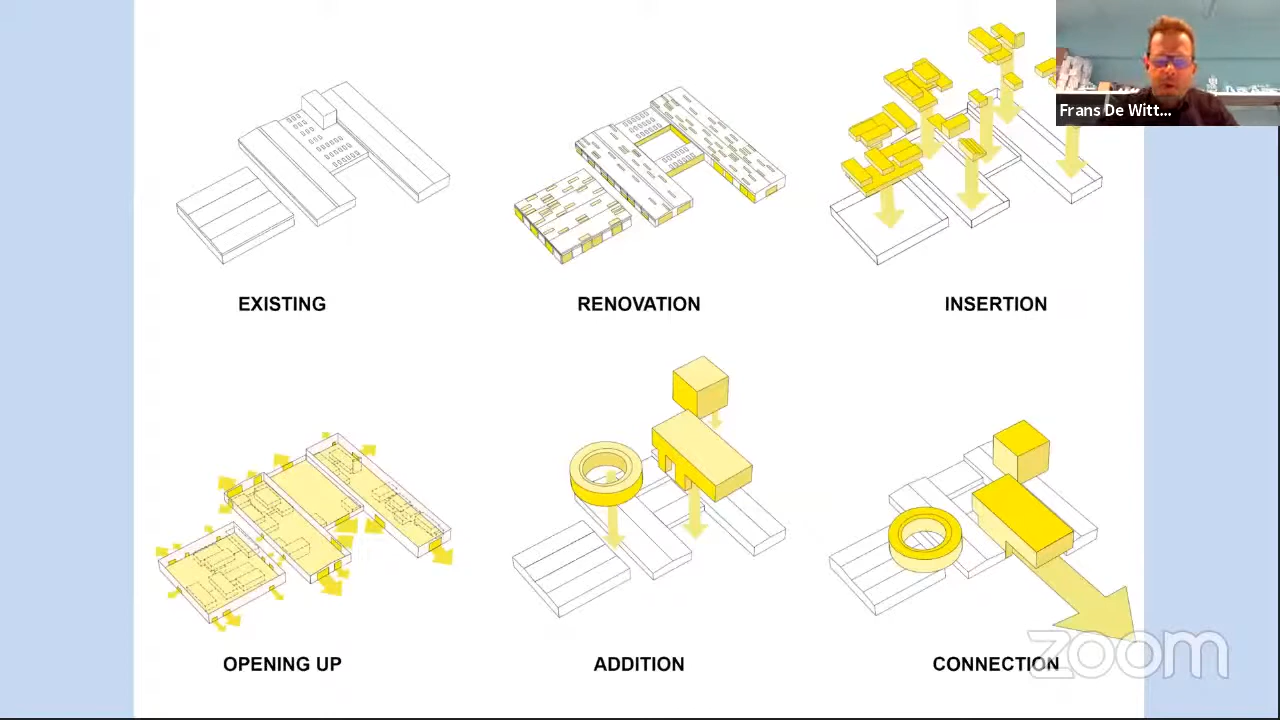 Frans De Witt...
EXISTING
RENOVATION
INSERTION
OPENING UP
ADDITION
CONNECTION
zoom